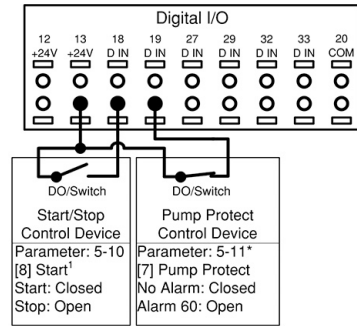 Digital I/O
12 13 18 19 27 29 32 33 20
+24V +24V D IN D IN D IN D IN D IN D IN COM
DO/Switch
Start/Stop
Control Device
Parameter: 5-10
[8] Start¹
Start: Closed
Stop: Open
DO/Switch
Pump Protect
Control Device
Parameter: 5-11*
[7] Pump Protect
No Alarm: Closed
Alarm 60: Open